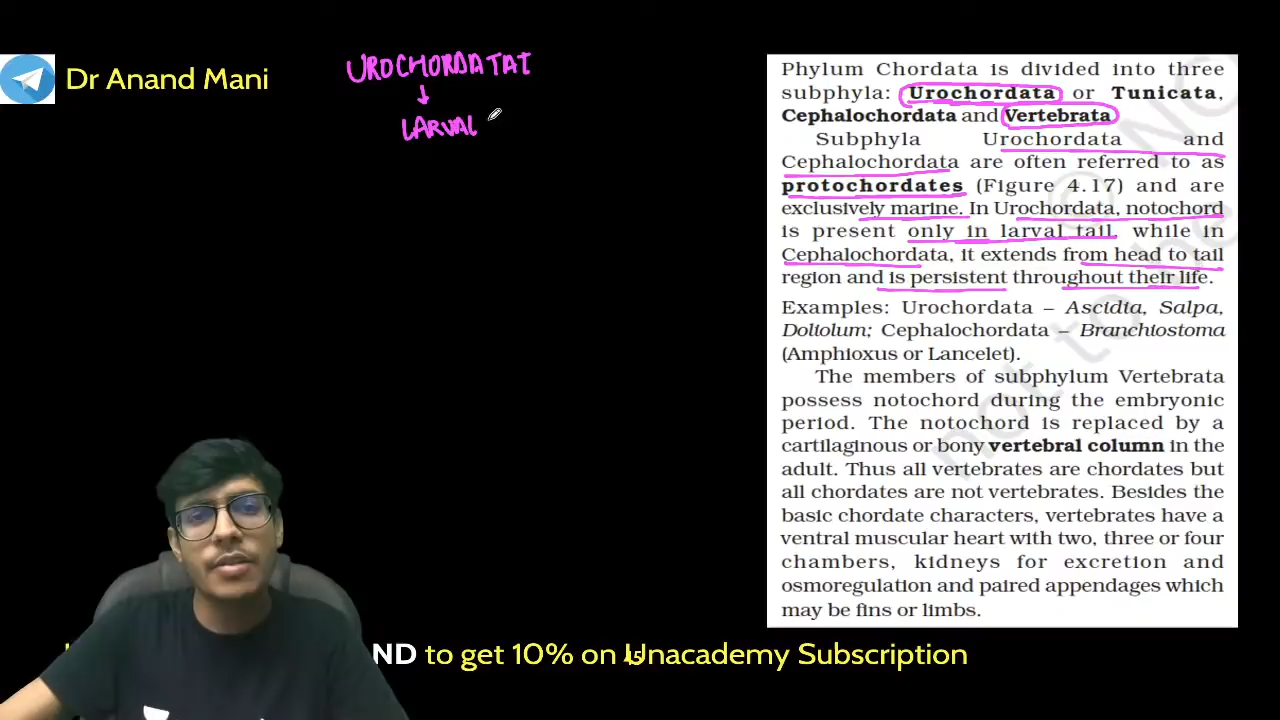 Dr Anand Mani
UROCHORDATAT
↓
LARVAL
Phylum Chordata is divided into three
subphyla: Urochordata or Tunicata,
Cephalochordata and Vertebrata.
Subphyla Urochordata and
Cephalochordata are often referred to as
protochordates (Figure 4.17) and are
exclusively marine. In Urochordata, notochord
is present only in larval tail, while in
Cephalochordata, it extends from head to tail
region and is persistent throughout their life.
Examples: Urochordata – Ascidia, Salpa,
Doliolum; Cephalochordata – Branchiostoma
(Amphioxus or Lancelet).
The members of subphylum Vertebrata
possess notochord during the embryonic
period. The notochord is replaced by a
cartilaginous or bony vertebral column in the
adult. Thus all vertebrates are chordates but
all chordates are not vertebrates. Besides the
basic chordate characters, vertebrates have a
ventral muscular heart with two, three or four
chambers, kidneys for excretion and
osmoregulation and paired appendages which
may be fins or limbs.
not to be
ND to get 10% on Unacademy Subscription